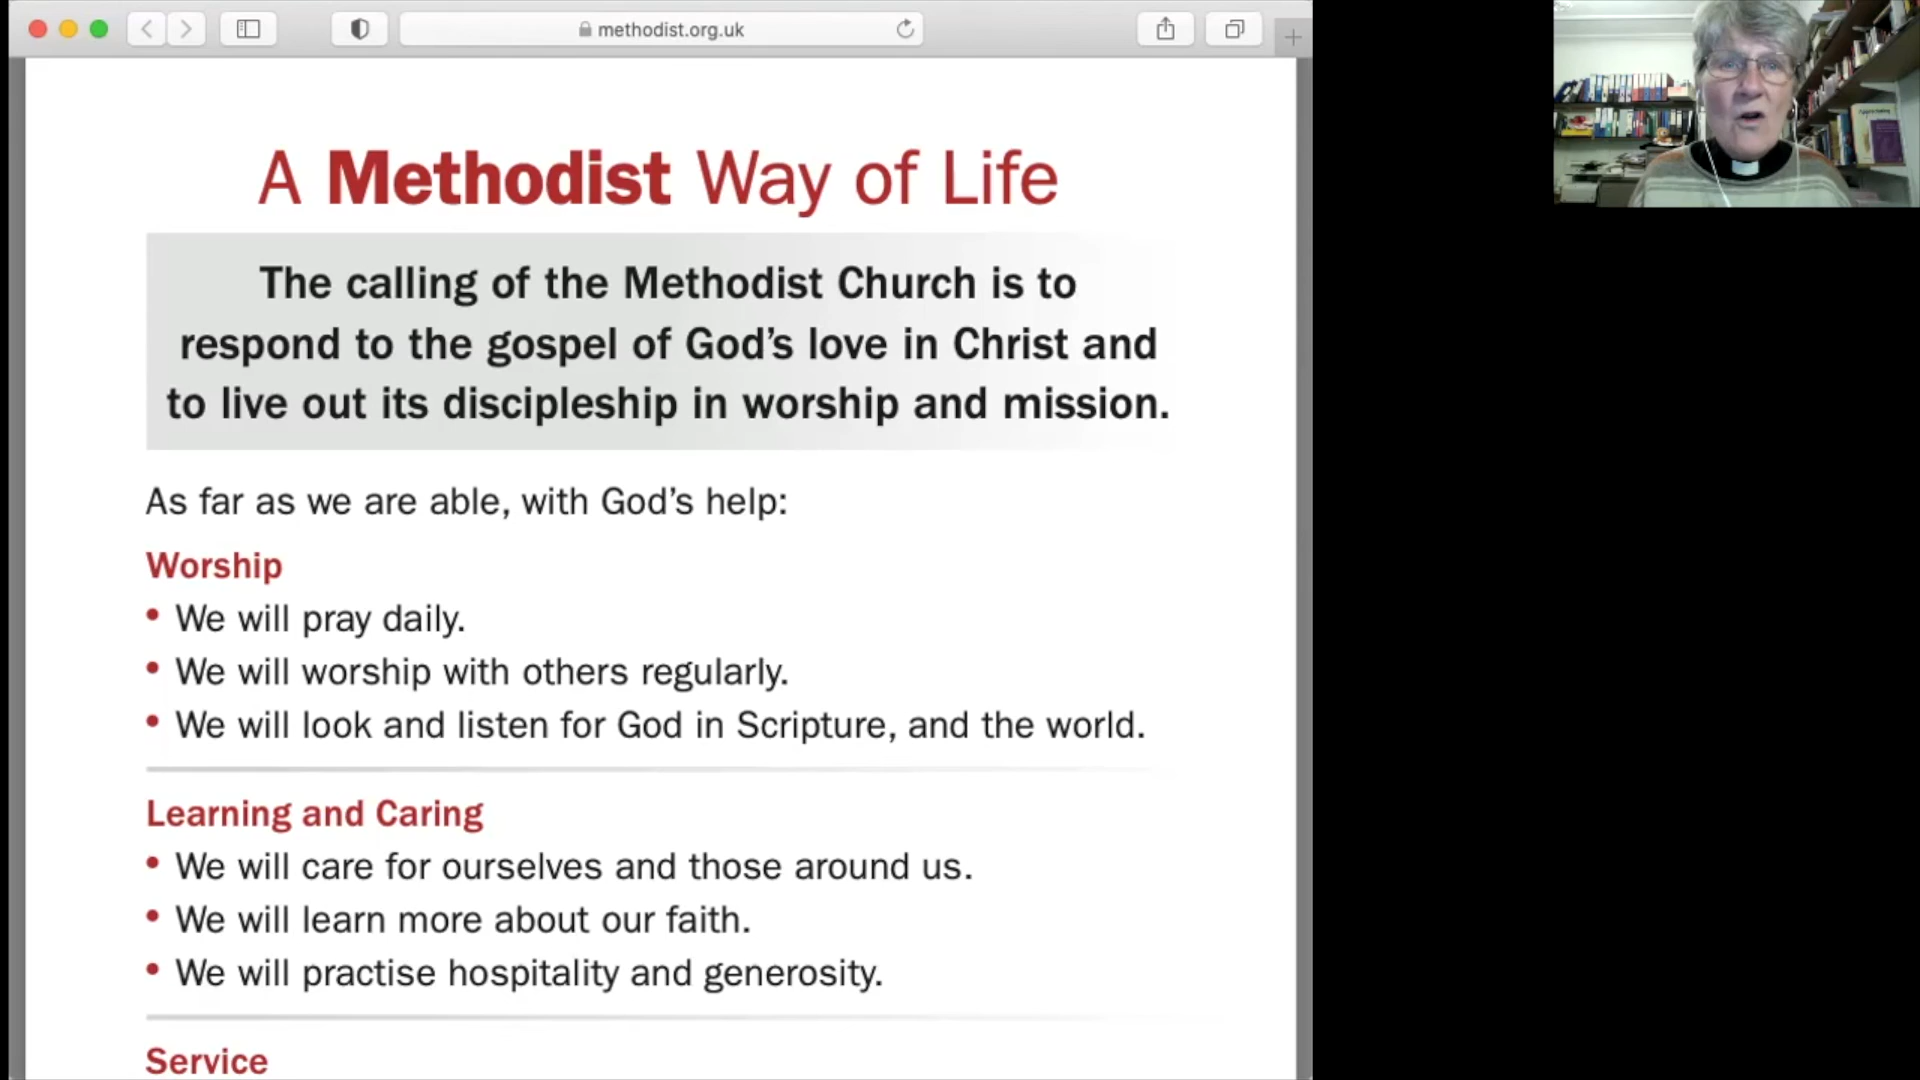 methodist.org.uk
A Methodist Way of Life
The calling of the Methodist Church is to
respond to the gospel of God's love in Christ and
to live out its discipleship in worship and mission.
As far as we are able, with God's help:
Worship
• We will pray daily.
• We will worship with others regularly.
• We will look and listen for God in Scripture, and the world.
Learning and Caring
• We will care for ourselves and those around us.
• We will learn more about our faith.
• We will practise hospitality and generosity.
Service